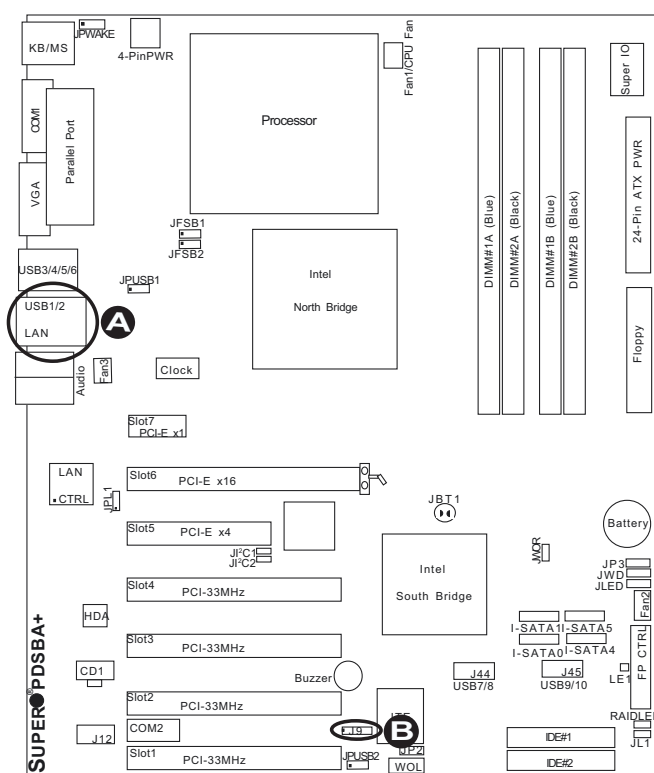 JPWAKE
KB/MS
4-PinPWR
Fan1/CPU Fan
Super IO
COM1
Parallel Port
Processor
VGA
24-Pin ATX PWR
JFSB1
JFSB2
DIMM#1A (Blue)
DIMM#2A (Black)
DIMM#1B (Blue)
DIMM#2B (Black)
USB3/4/5/6
JPUSB1
Intel
North Bridge
USB1/2
LAN
A
Floppy
Audio
Fan3
Clock
Slot7
PCI-E x1
LAN
CTRL
JPL1
Slot6
PCI-E x16
JBT1
Battery
Slot5
PCI-E x4
JI²C1
JI²C2
Intel
South Bridge
JWOR
JP3
JWD
JLED
Fan2
Slot4
PCI-33MHz
HDA
I-SATA1
I-SATA5
I-SATA0
I-SATA4
FP CTRL
Slot3
PCI-33MHz
CD1
Buzzer
J44
USB7/8
J45
USB9/10
LE1
Slot2
PCI-33MHz
RAIDLED
JL1
J12
COM2
J9
B
ITE
JP2
IDE#1
Slot1
PCI-33MHz
JPUSB2
WOL
IDE#2
SUPER® PDSBA+